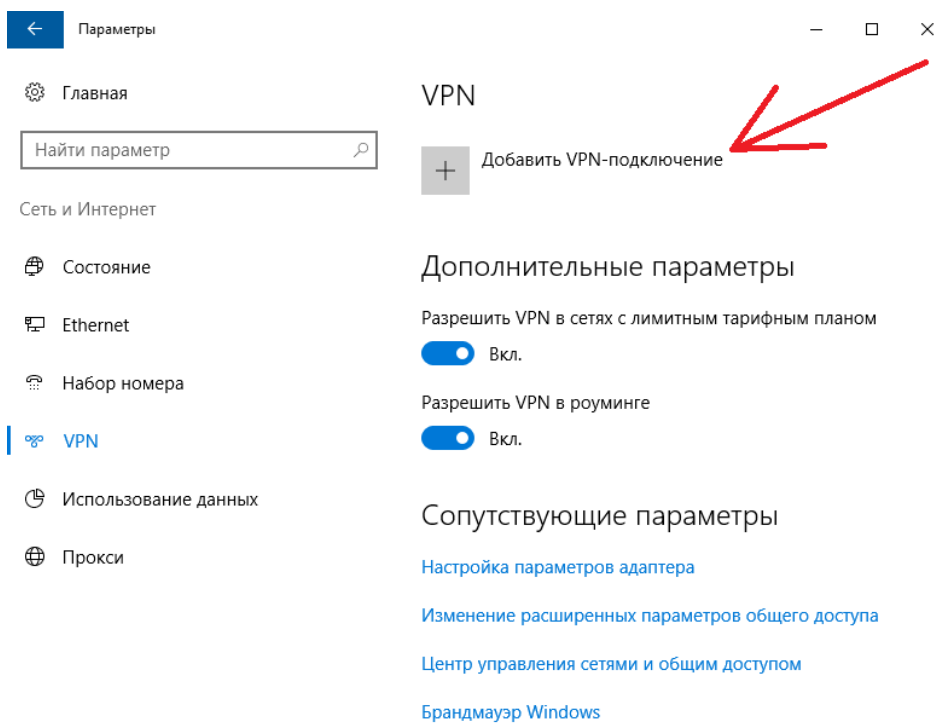 Параметры
Главная
Найти параметр
Сеть и Интернет
Состояние
Ethernet
Набор номера
VPN
Использование данных
Прокси
VPN
Добавить VPN-подключение
Дополнительные параметры
Разрешить VPN в сетях с лимитным тарифным планом
Вкл.
Разрешить VPN в роуминге
Вкл.
Сопутствующие параметры
Настройка параметров адаптера
Изменение расширенных параметров общего доступа
Центр управления сетями и общим доступом
Брандмауэр Windows